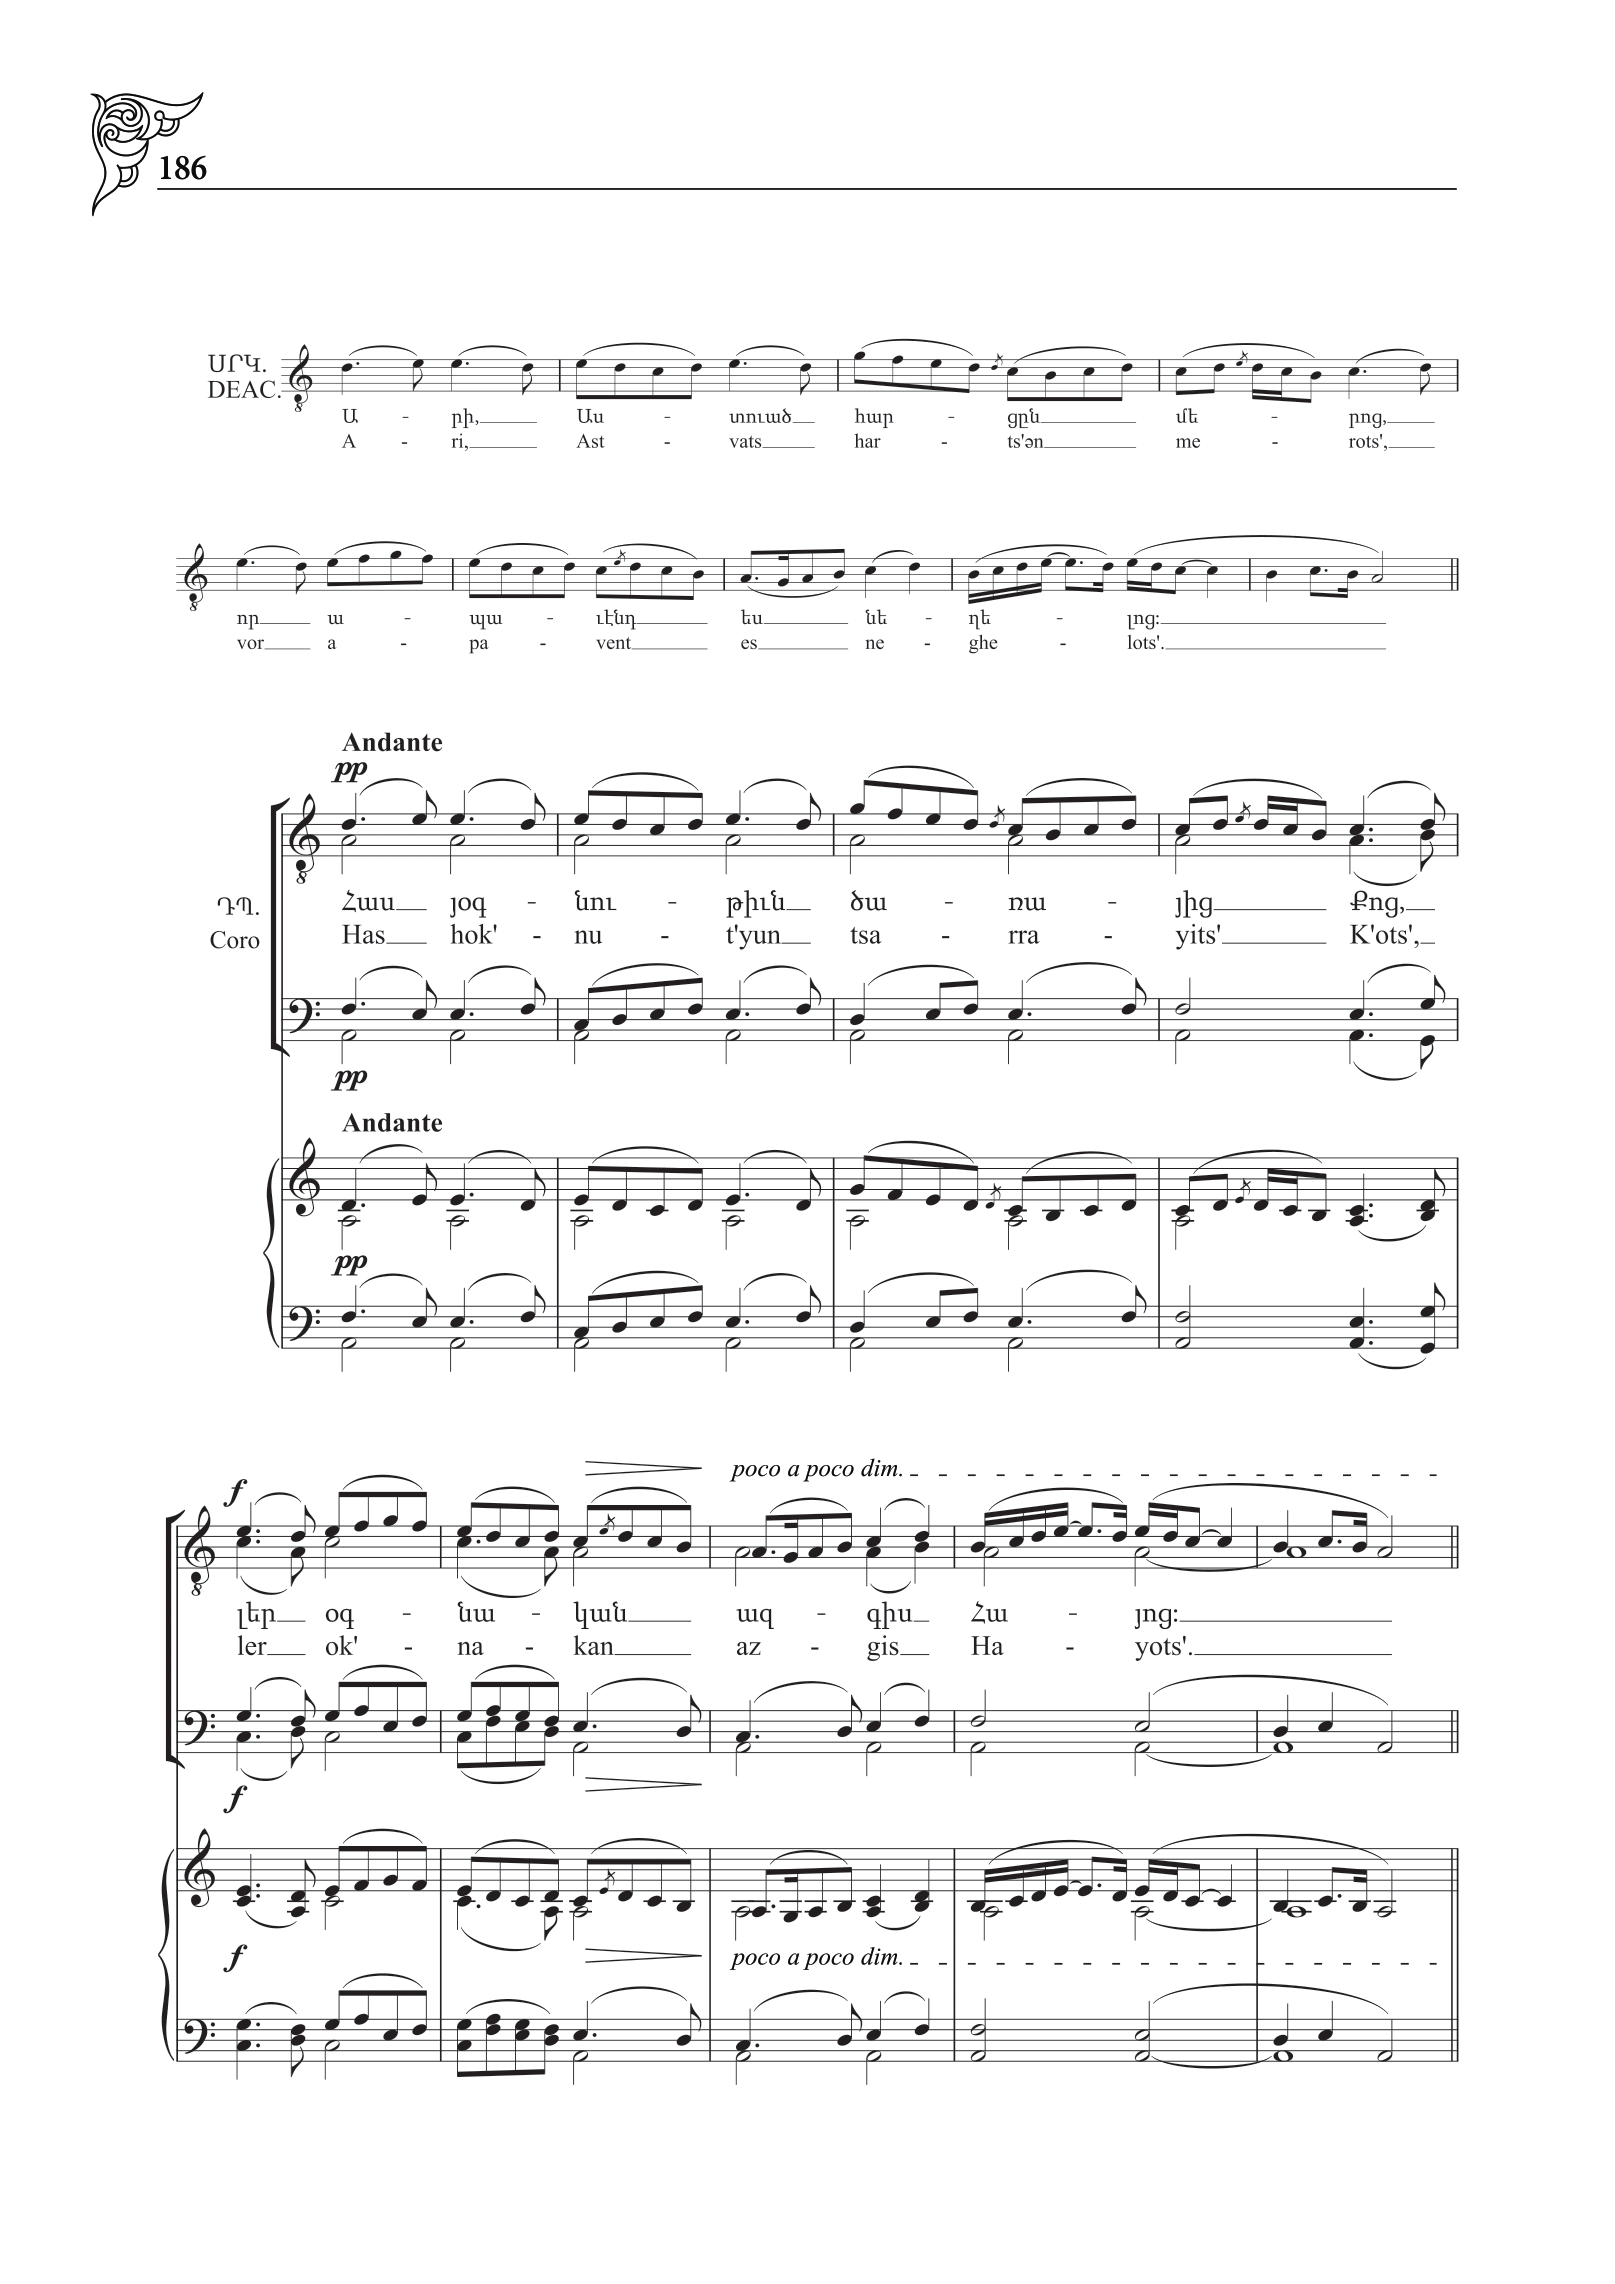 186
ՍՐԿ.
DEAC.
Ա - րի, Աս - տուած հար - ցըն մե - րոց,
A - ri, Ast - vats har - ts'ən me - rots',
որ ա - պա - ւէնդ ես նե - ղե - լոց:
vor a - pa - vent es ne - ghe - lots'.
Andante
pp
ԴՊ.
Coro
Հաս յօգ - նու - թիւն ծա - ռա - յից Քոց,
Has hok' - nu - t'yun tsa - rra - yits' K'ots',
pp
Andante
pp
f poco a poco dim.
լեր օգ - նա - կան ազ - գիս Հա - յոց:
ler ok' - na - kan az - gis Ha - yots'.
f
f poco a poco dim.